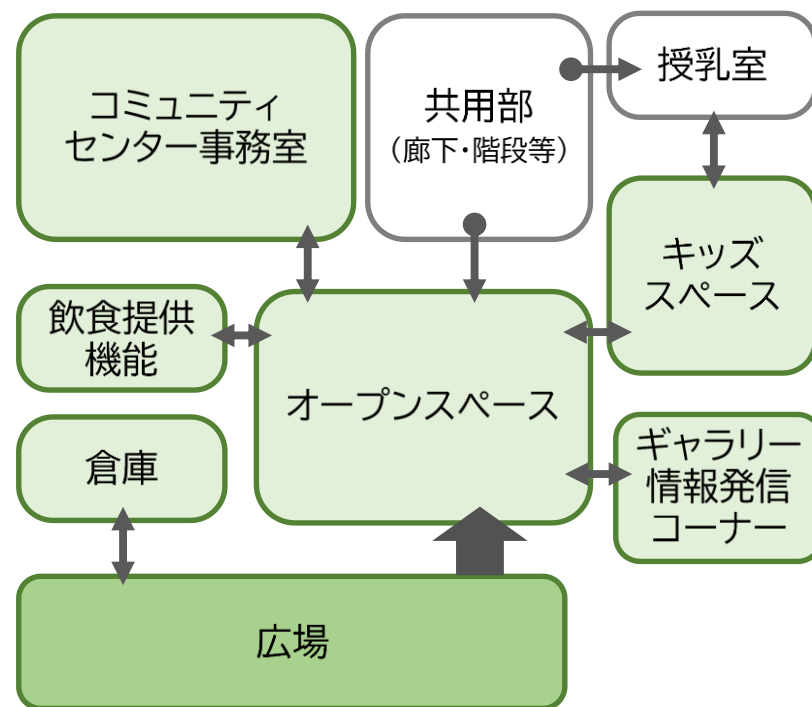 コミュニティ
センター事務室
共用部
（廊下・階段等）
授乳室
キッズ
スペース
飲食提供
機能
オープンスペース
倉庫
ギャラリー
情報発信
コーナー
広場